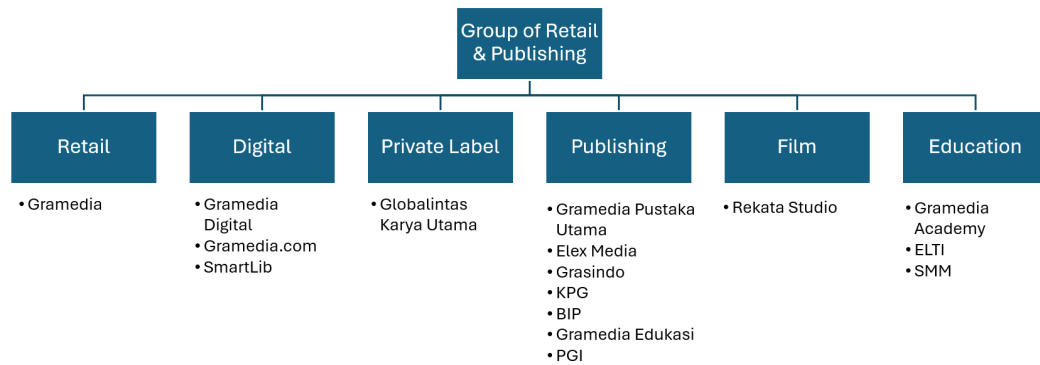 Group of Retail
& Publishing
Retail
• Gramedia
Digital
• Gramedia
Digital
• Gramedia.com
• SmartLib
Private Label
• Globalintas
Karya Utama
Publishing
• Gramedia Pustaka
Utama
• Elex Media
• Grasindo
• KPG
• BIP
• Gramedia Edukasi
• PGI
Film
• Rekata Studio
Education
• Gramedia
Academy
• ELTI
• SMM